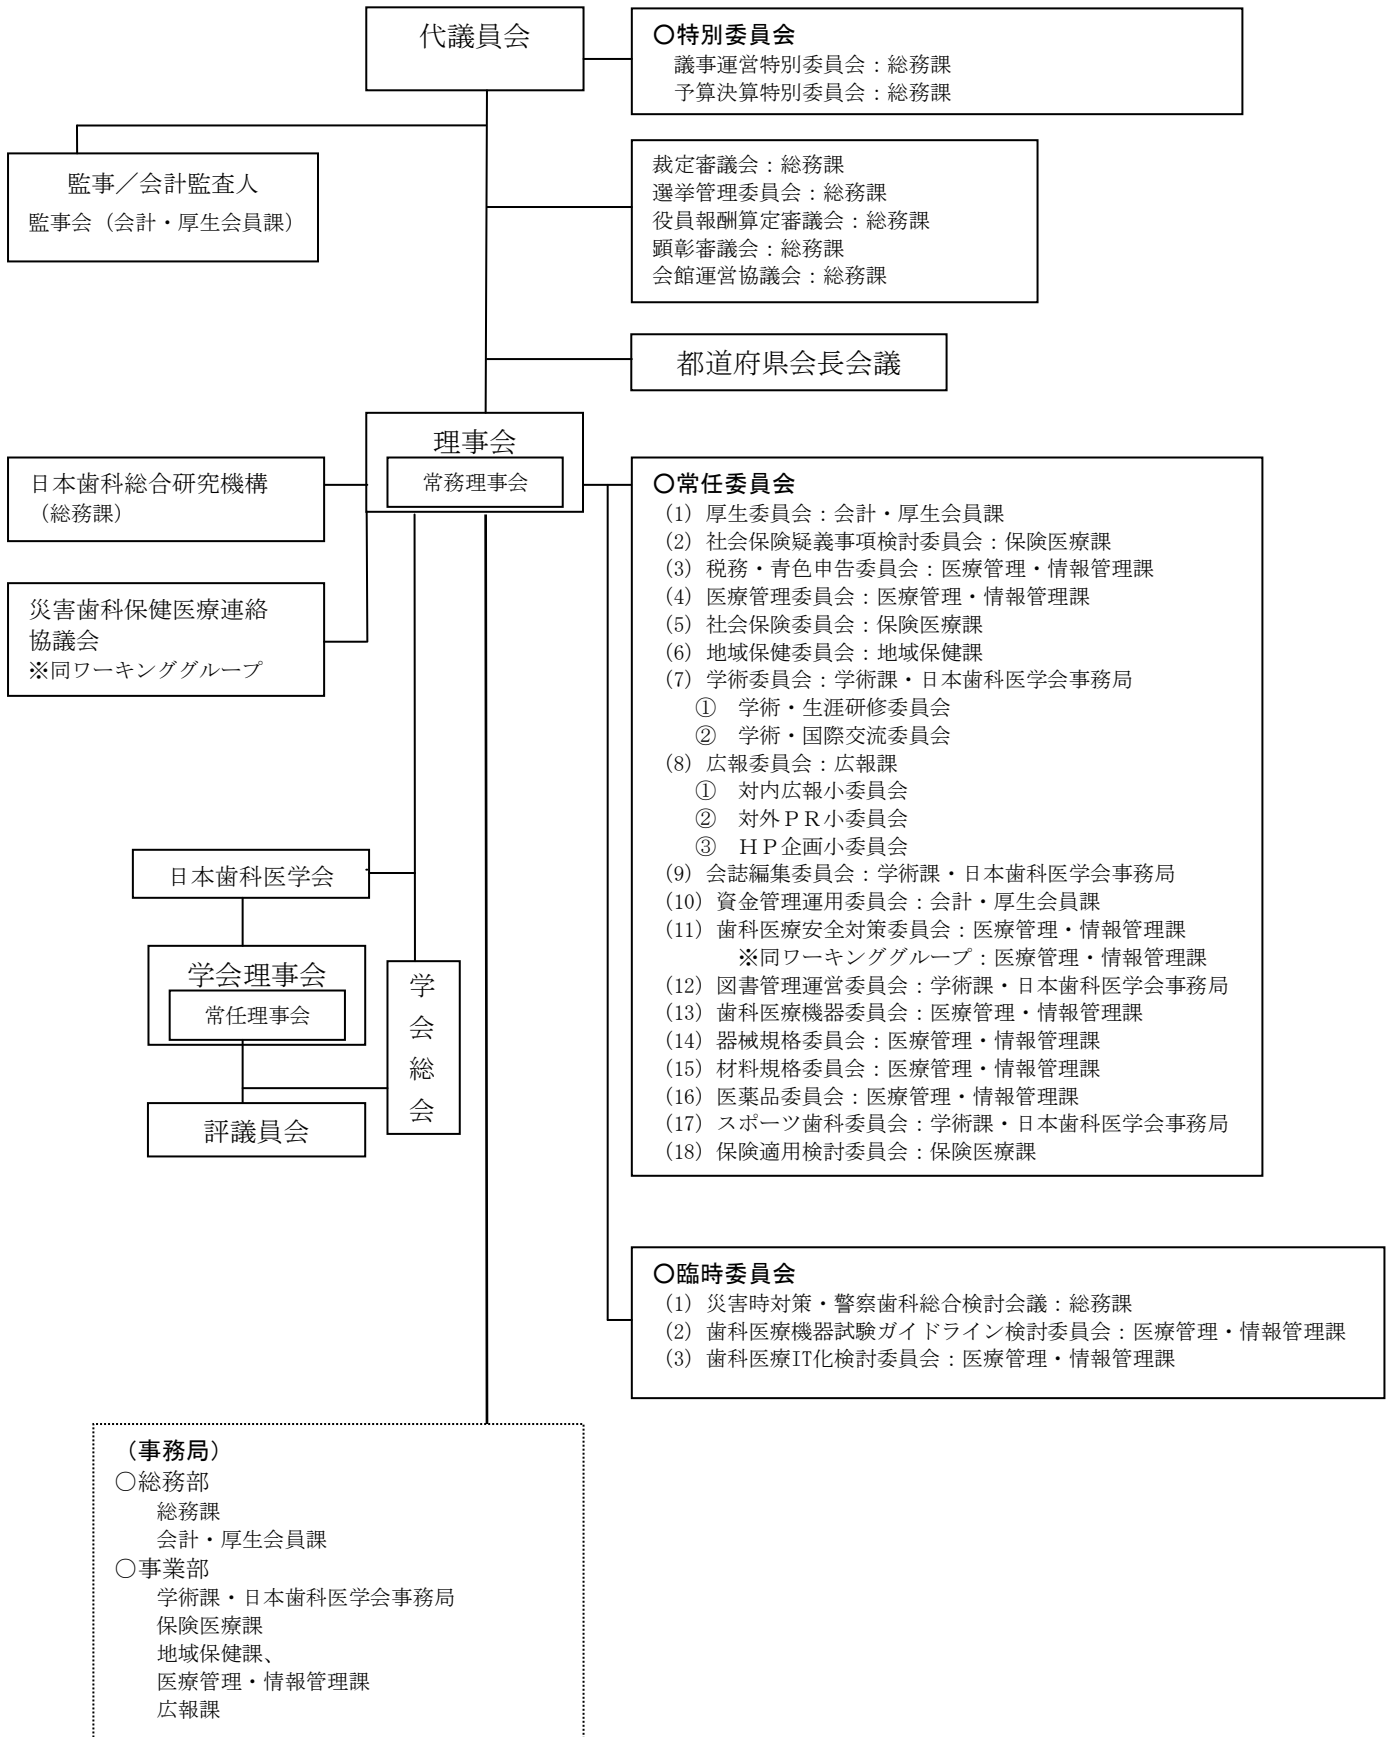 代議員会
〇特別委員会
議事運営特別委員会：総務課
予算決算特別委員会：総務課
監事／会計監査人
監事会（会計・厚生会員課）
裁定審議会：総務課
選挙管理委員会：総務課
役員報酬算定審議会：総務課
顕彰審議会：総務課
会館運営協議会：総務課
都道府県会長会議
理事会
常務理事会
日本歯科総合研究機構
（総務課）
災害歯科保健医療連絡
協議会
※同ワーキンググループ
〇常任委員会
(1) 厚生委員会：会計・厚生会員課
(2) 社会保険疑義事項検討委員会：保険医療課
(3) 税務・青色申告委員会：医療管理・情報管理課
(4) 医療管理委員会：医療管理・情報管理課
(5) 社会保険委員会：保険医療課
(6) 地域保健委員会：地域保健課
(7) 学術委員会：学術課・日本歯科医学会事務局
① 学術・生涯研修委員会
② 学術・国際交流委員会
(8) 広報委員会：広報課
① 対内広報小委員会
② 対外ＰＲ小委員会
③ ＨＰ企画小委員会
(9) 会誌編集委員会：学術課・日本歯科医学会事務局
(10) 資金管理運用委員会：会計・厚生会員課
(11) 歯科医療安全対策委員会：医療管理・情報管理課
※同ワーキンググループ：医療管理・情報管理課
(12) 図書管理運営委員会：学術課・日本歯科医学会事務局
(13) 歯科医療機器委員会：医療管理・情報管理課
(14) 器械規格委員会：医療管理・情報管理課
(15) 材料規格委員会：医療管理・情報管理課
(16) 医薬品委員会：医療管理・情報管理課
(17) スポーツ歯科委員会：学術課・日本歯科医学会事務局
(18) 保険適用検討委員会：保険医療課
日本歯科医学会
学会理事会
常任理事会
学会総会
評議員会
〇臨時委員会
(1) 災害時対策・警察歯科総合検討会議：総務課
(2) 歯科医療機器試験ガイドライン検討委員会：医療管理・情報管理課
(3) 歯科医療IT化検討委員会：医療管理・情報管理課
（事務局）
○総務部
総務課
会計・厚生会員課
○事業部
学術課・日本歯科医学会事務局
保険医療課
地域保健課、
医療管理・情報管理課
広報課